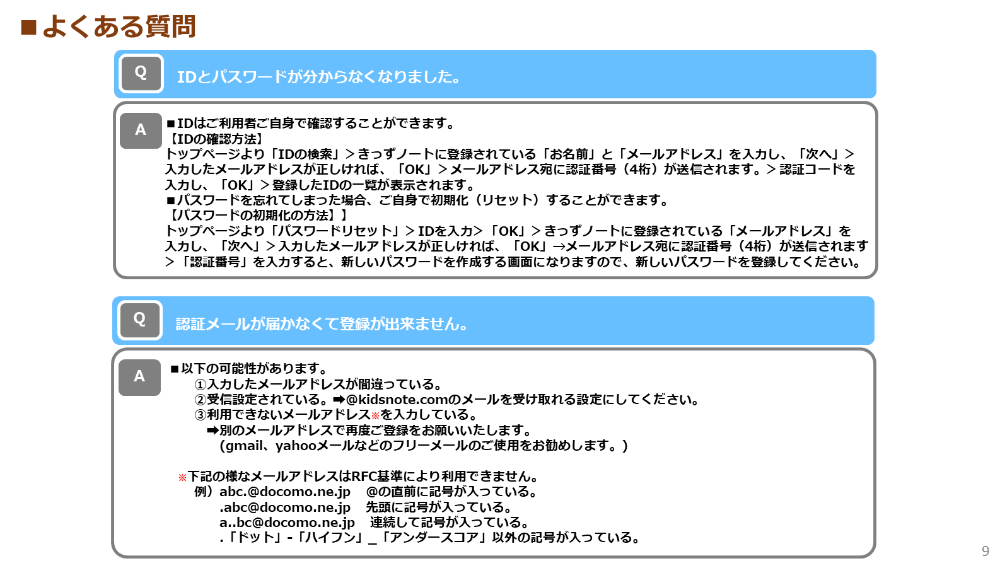 ■よくある質問
Q
IDとパスワードが分からなくなりました。
A
■IDはご利用者ご自身で確認することができます。
【IDの確認方法】
トップページより「IDの検索」＞きっずノートに登録されている「お名前」と「メールアドレス」を入力し、「次へ」＞
入力したメールアドレスが正しければ、「OK」＞メールアドレス宛に認証番号（4桁）が送信されます。＞認証コードを
入力し、「OK」＞登録したIDの一覧が表示されます。
■パスワードを忘れてしまった場合、ご自身で初期化（リセット）することができます。
【パスワードの初期化の方法】】
トップページより「パスワードリセット」＞IDを入力＞「OK」＞きっずノートに登録されている「メールアドレス」を
入力し、「次へ」＞入力したメールアドレスが正しければ、「OK」→メールアドレス宛に認証番号（4桁）が送信されます
＞「認証番号」を入力すると、新しいパスワードを作成する画面になりますので、新しいパスワードを登録してください。
Q
認証メールが届かなくて登録が出来ません。
A
■以下の可能性があります。
①入力したメールアドレスが間違っている。
②受信設定されている。➡@kidsnote.comのメールを受け取れる設定にしてください。
③利用できないメールアドレス※を入力している。
➡別のメールアドレスで再度ご登録をお願いいたします。
(gmail、yahooメールなどのフリーメールのご使用をお勧めします。)
※下記の様なメールアドレスはRFC基準により利用できません。
例）abc.@docomo.ne.jp　@の直前に記号が入っている。
.abc@docomo.ne.jp　先頭に記号が入っている。
a..bc@docomo.ne.jp　連続して記号が入っている。
.「ドット」-「ハイフン」_「アンダースコア」以外の記号が入っている。
9